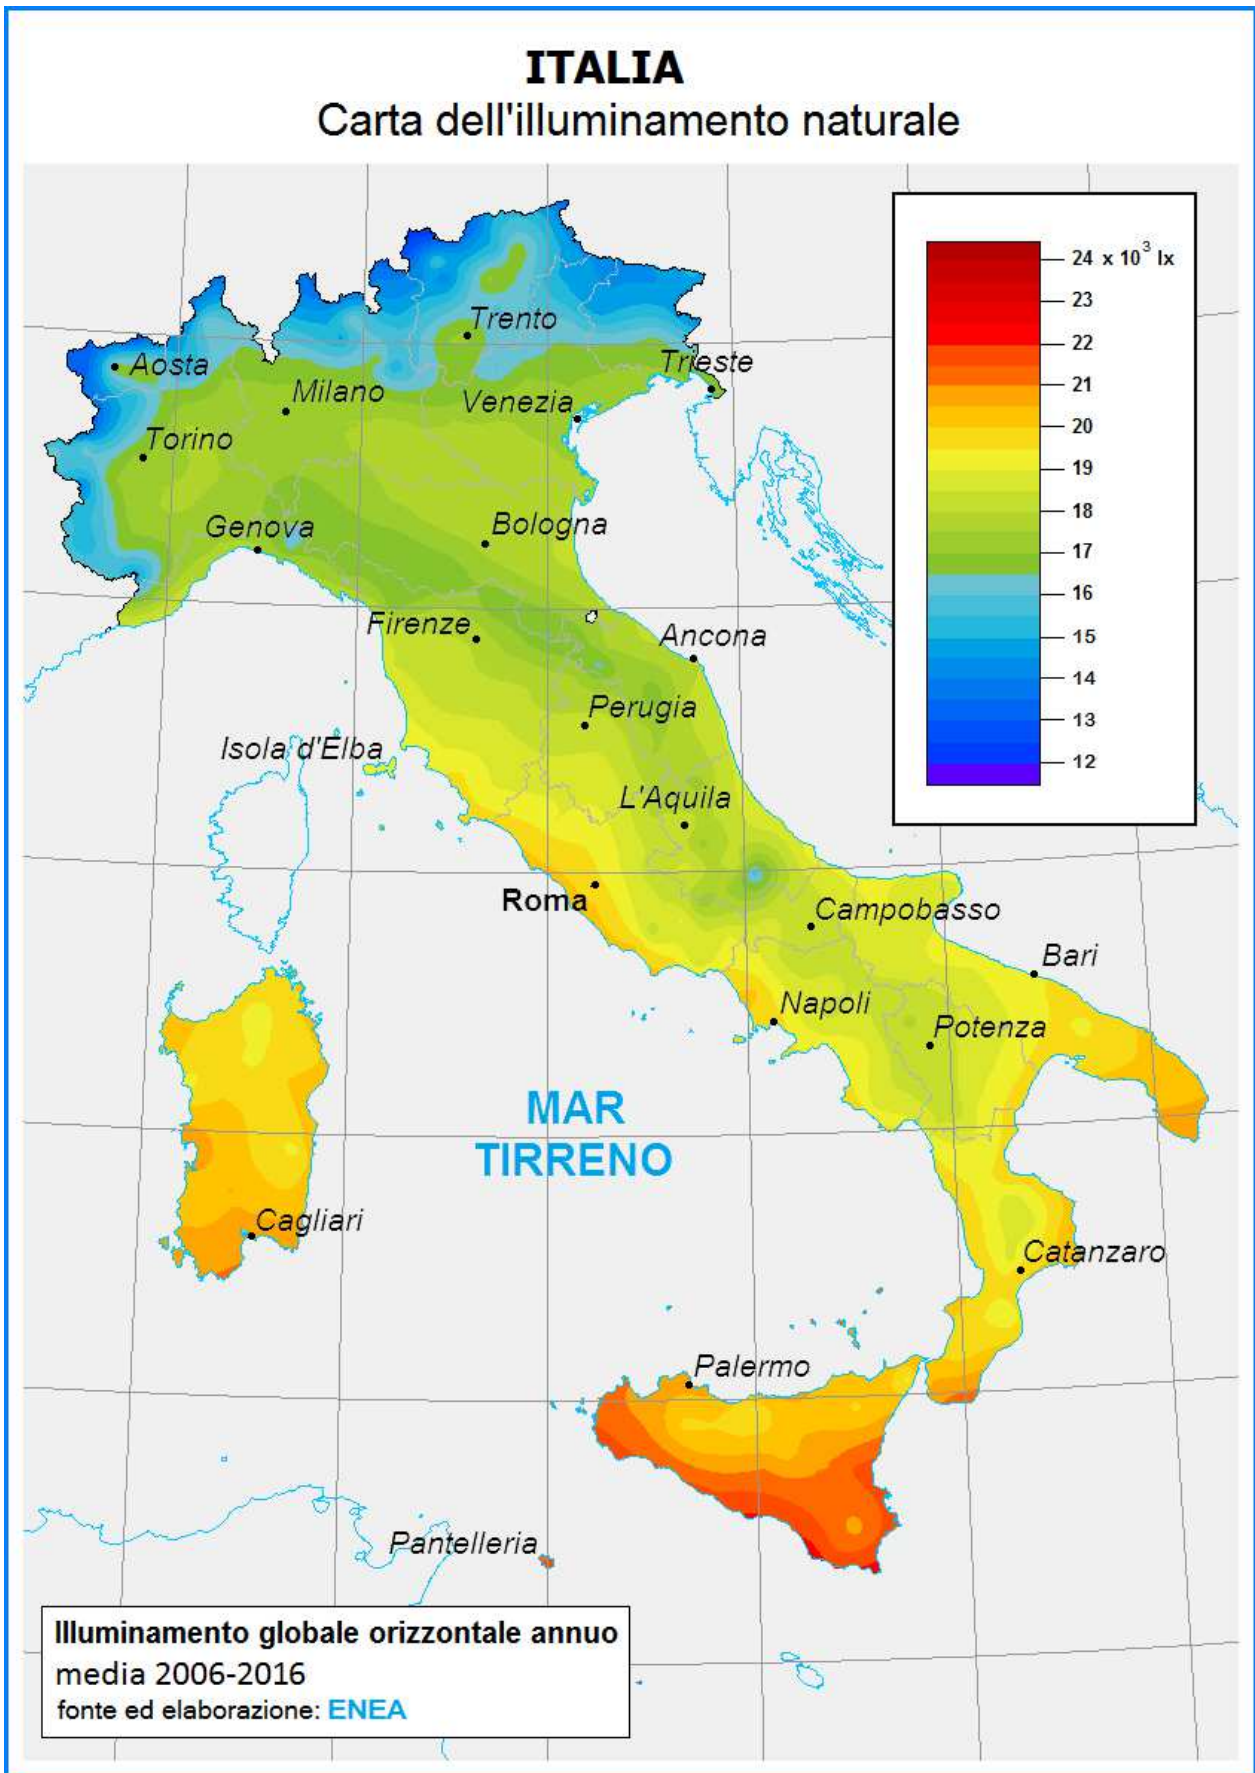 ITALIA
Carta dell'illuminamento naturale
24 x 10³ lx
23
22
21
20
19
18
17
16
15
14
13
12
Trento
Aosta
Trieste
Milano
Venezia
Torino
Genova
Bologna
Firenze
Ancona
Perugia
Isola d'Elba
L'Aquila
Roma
Campobasso
Bari
Napoli
Potenza
MAR
TIRRENO
Cagliari
Catanzaro
Palermo
Pantelleria
Illuminamento globale orizzontale annuo
media 2006-2016
fonte ed elaborazione: ENEA